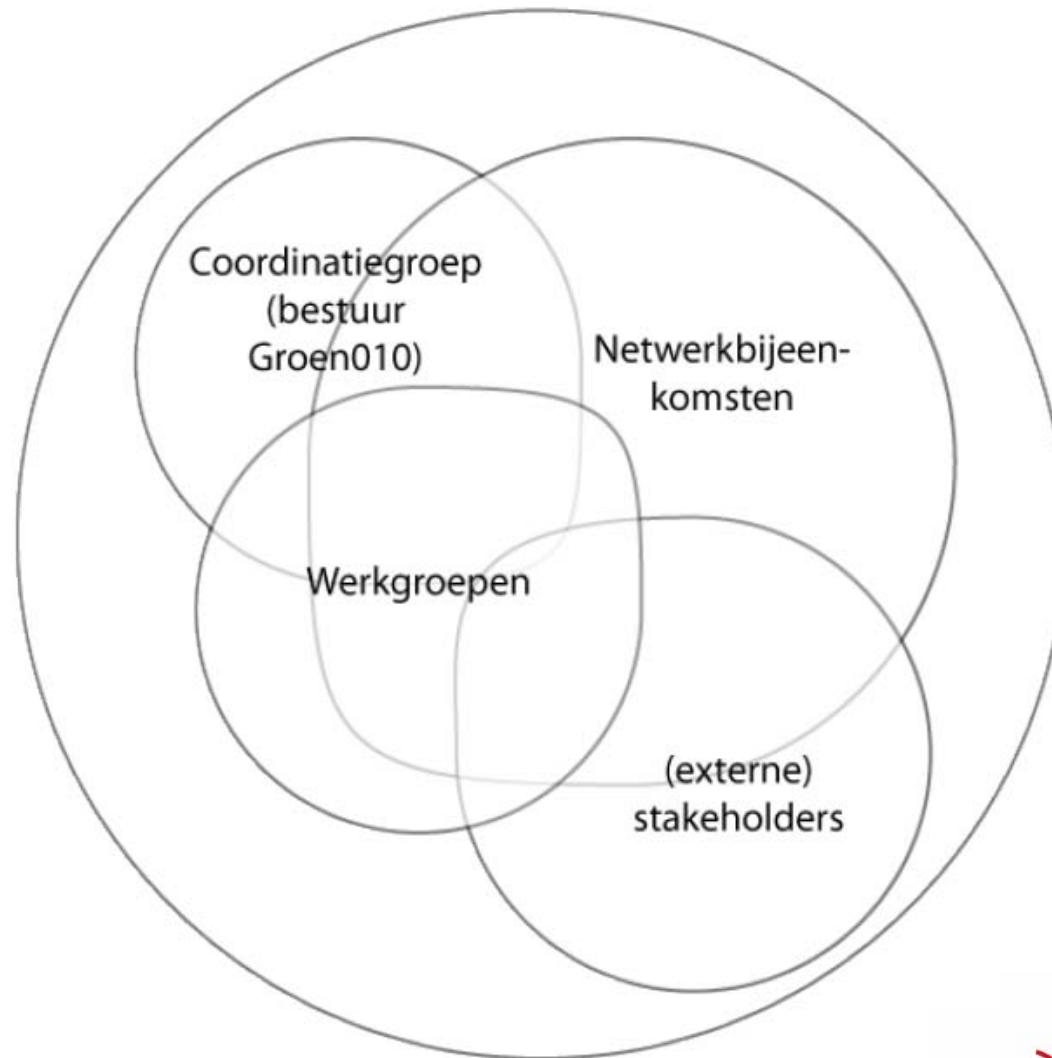 Coordinatiegroep
(bestuur
Groen010)
Netwerkbijeen-
komsten
Werkgroepen
(externe)
stakeholders